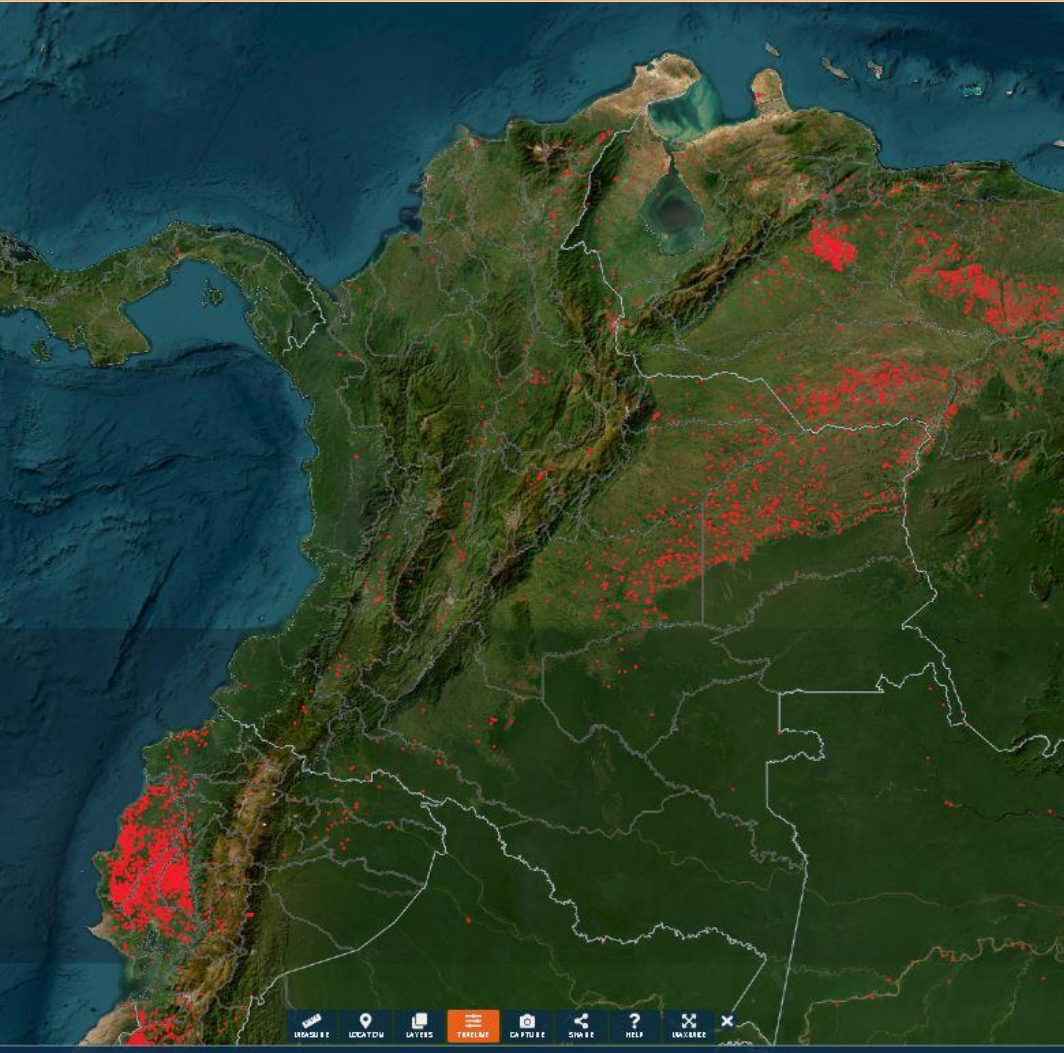 MEASURE
LOCATION
LAYERS
TIMELINE
CAPTURE
SHARE
HELP
MAXIMIZE